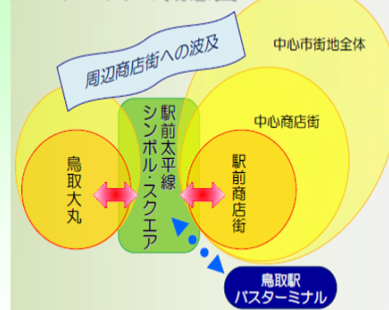 周辺商店街への波及
中心市街地全体
中心商店街
駅前太平線
シンボル・スクエア
鳥取大丸
駅前商店街
鳥取駅
バスターミナル